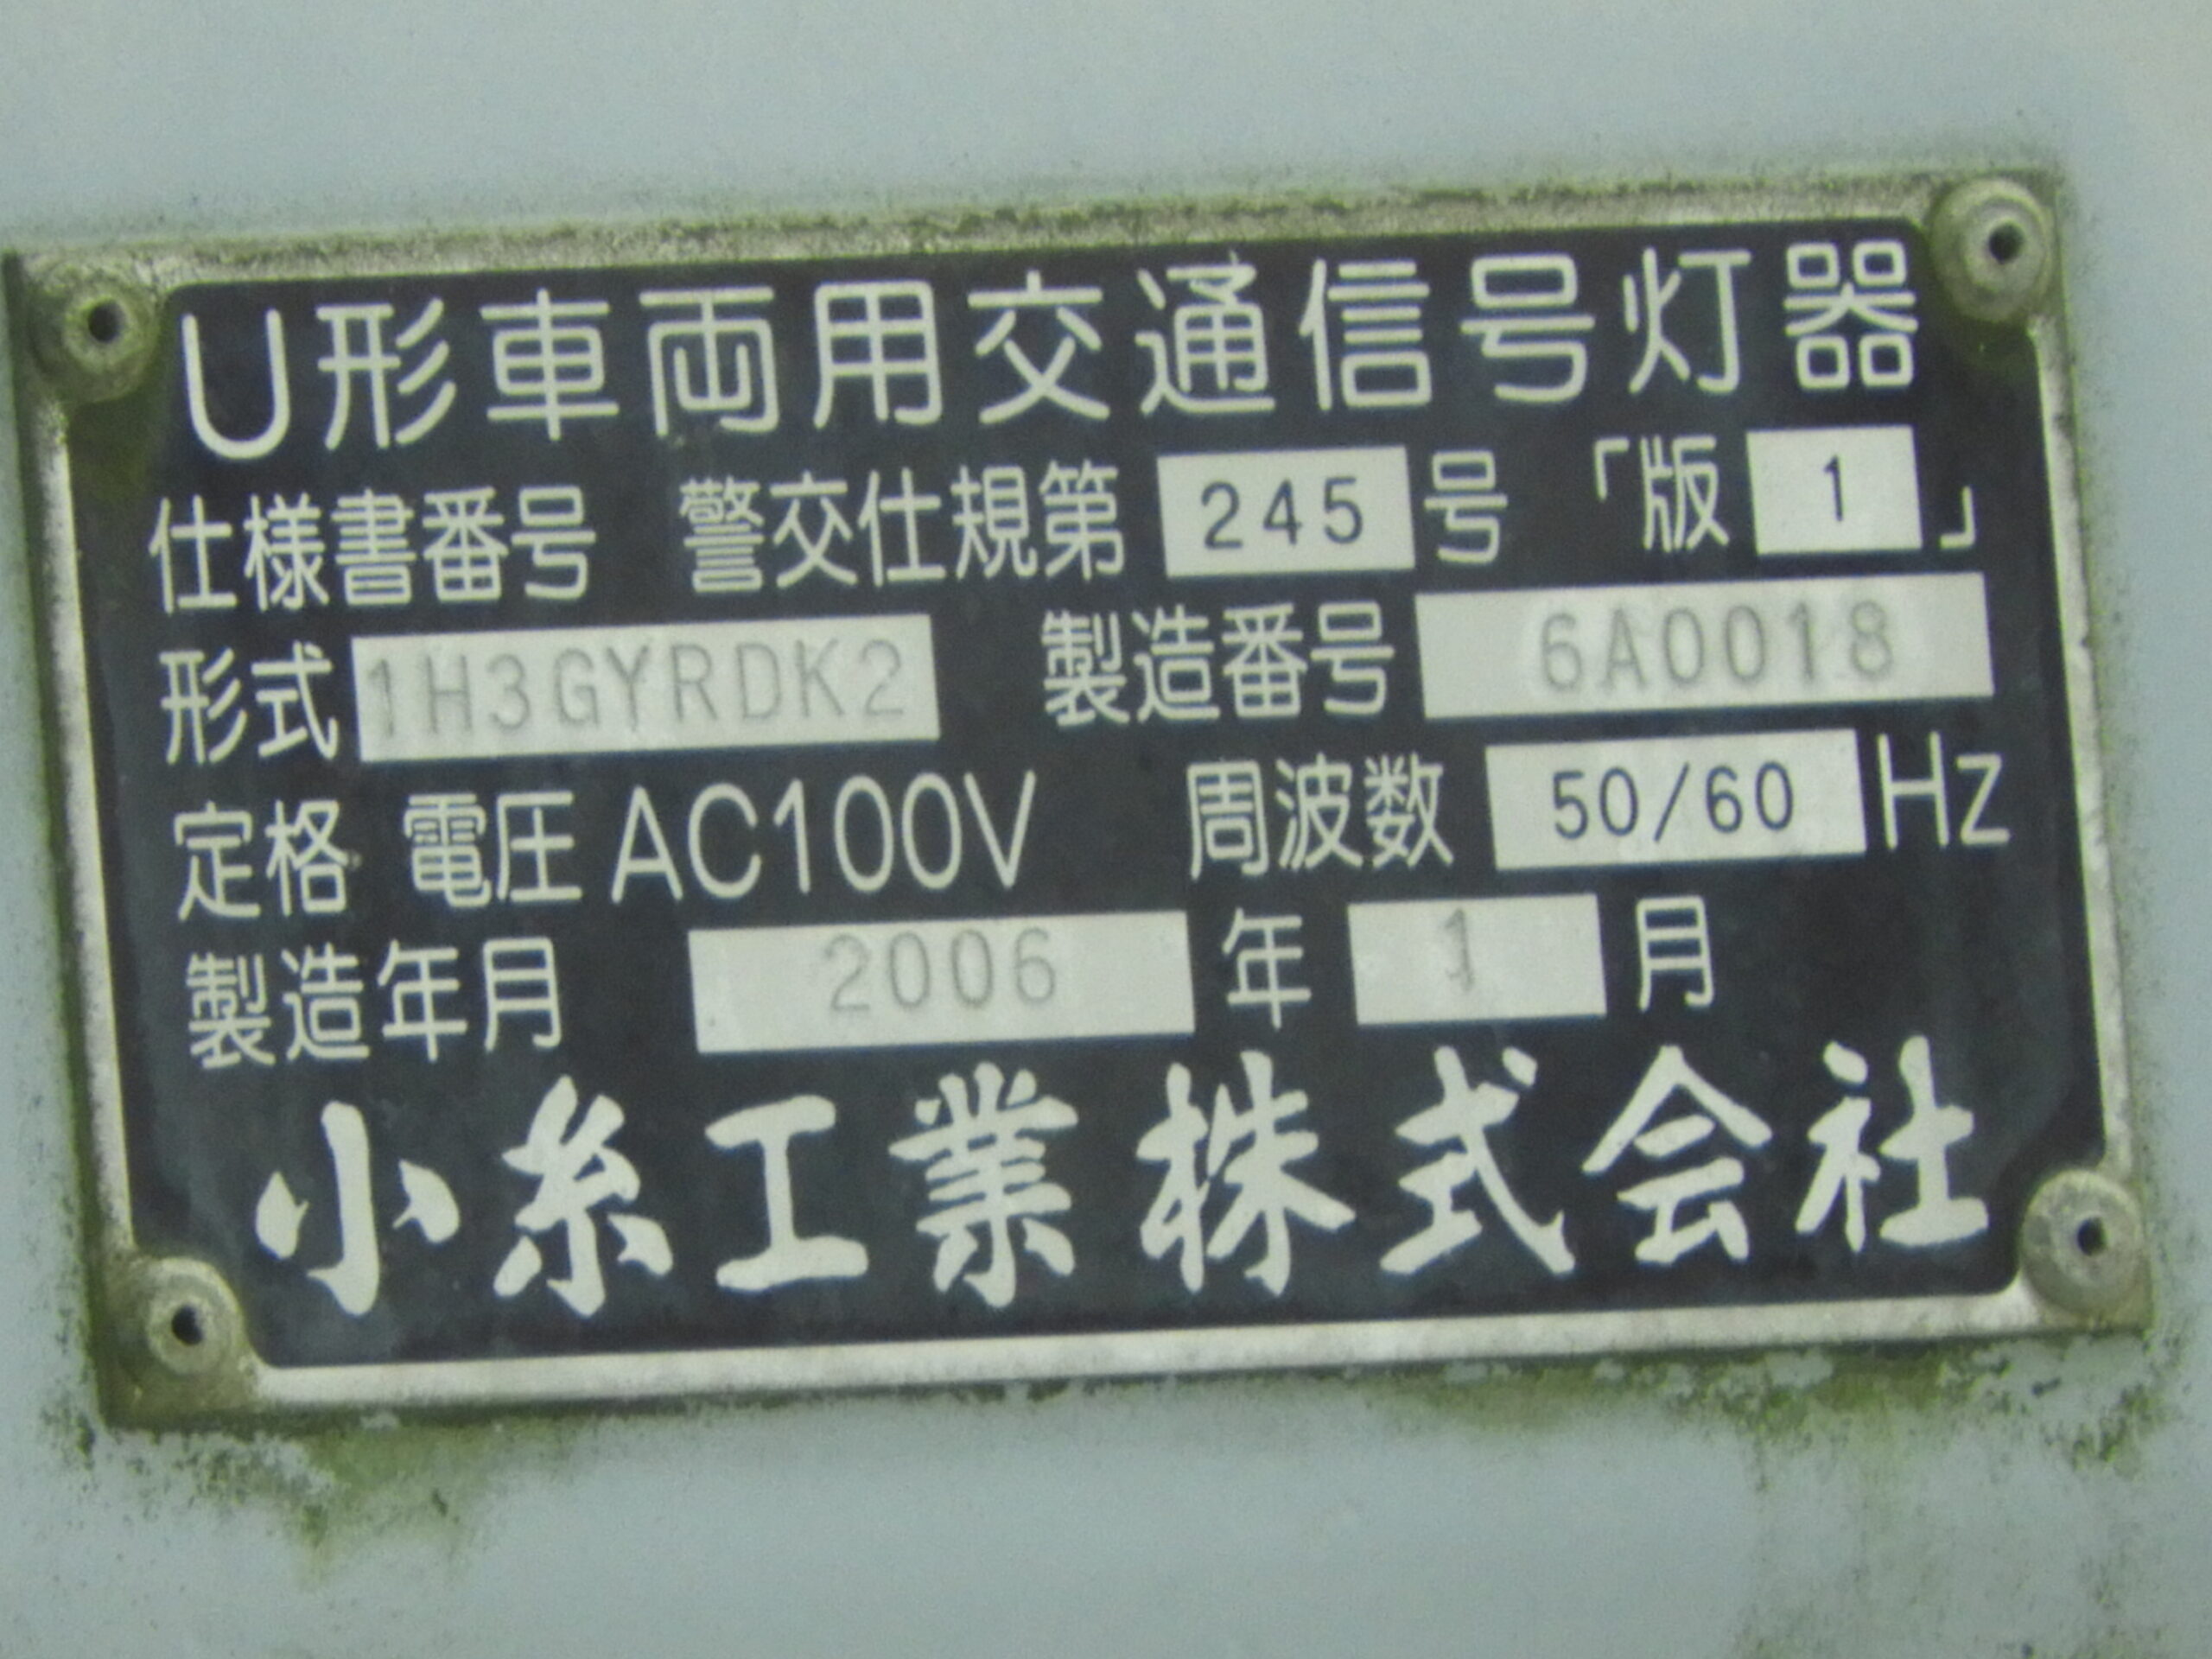 U形車両用交通信号灯器
仕様書番号 警交仕規第 245 号 「版 1 」
形式 1H3GYRDK2 製造番号 6A0018
定格 電圧 AC100V 周波数 50/60 Hz
製造年月 2006 年 1 月
小糸工業株式会社